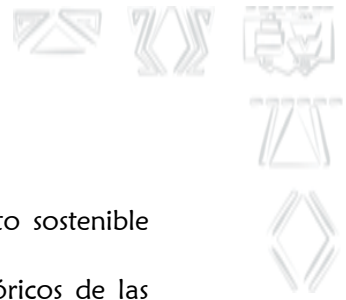 to sostenible
óricos de las